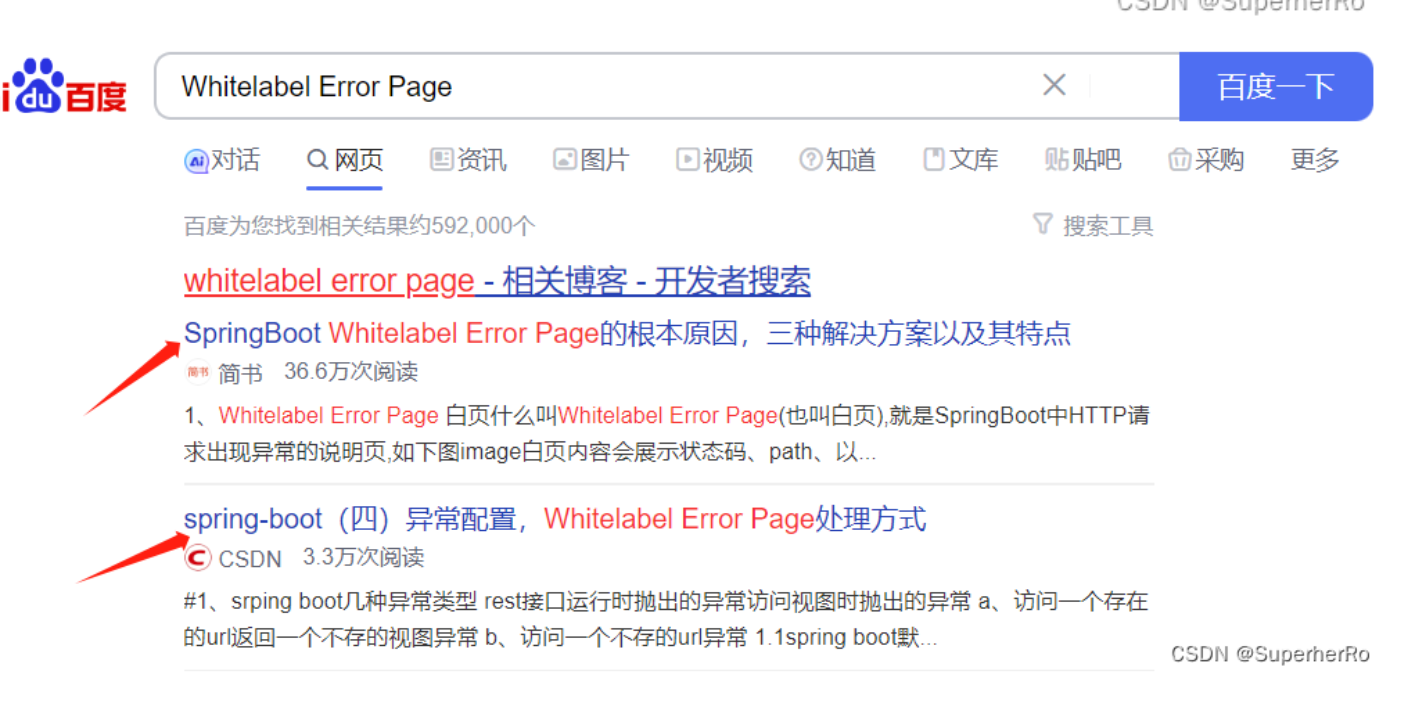 CSDN @SuperherRo
du百度
Whitelabel Error Page
百度一下
对话 网页 资讯 图片 视频 知道 文库 贴吧 采购 更多
百度为您找到相关结果约592,000个
搜索工具
whitelabel error page - 相关博客 - 开发者搜索
SpringBoot Whitelabel Error Page的根本原因，三种解决方案以及其特点
简书 简书 36.6万次阅读
1、Whitelabel Error Page 白页什么叫Whitelabel Error Page(也叫白页),就是SpringBoot中HTTP请
求出现异常的说明页,如下图image白页内容会展示状态码、path、以...
spring-boot（四）异常配置，Whitelabel Error Page处理方式
CSDN 3.3万次阅读
#1、srping boot几种异常类型 rest接口运行时抛出的异常访问视图时抛出的异常 a、访问一个存在
的url返回一个不存的视图异常 b、访问一个不存的url异常 1.1spring boot默...
CSDN @SuperherRo